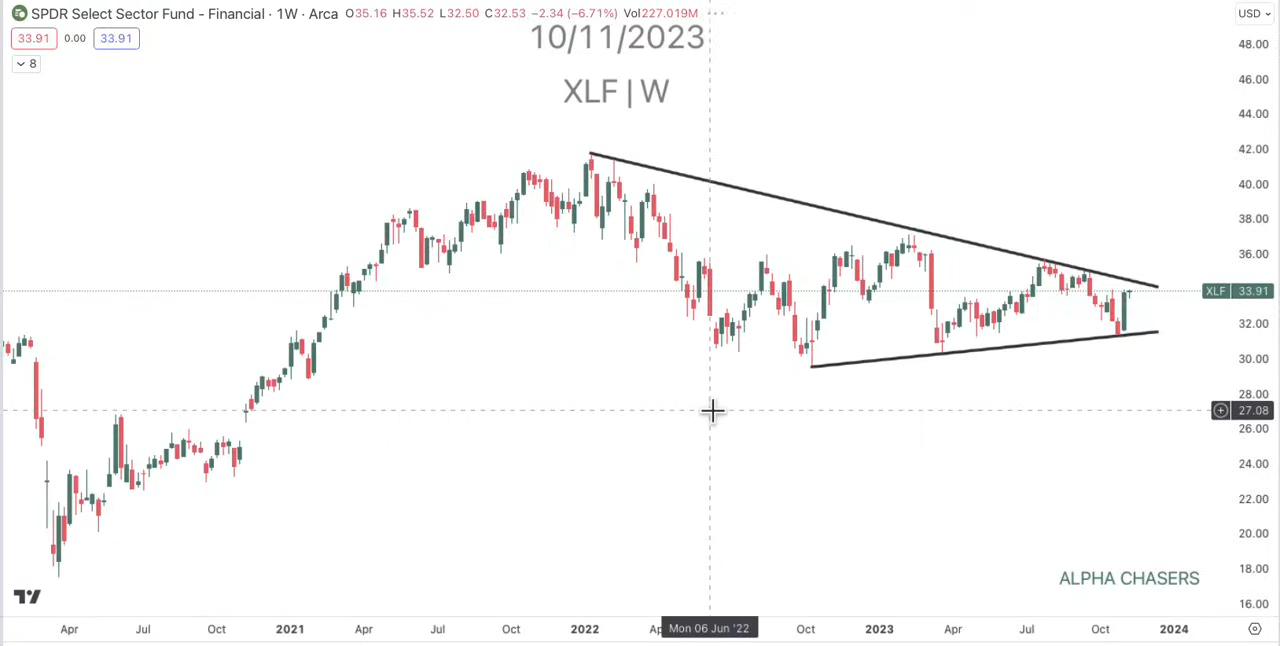 SPDR Select Sector Fund - Financial · 1W · Arca O35.16 H35.52 L32.50 C32.53 −2.34 (−6.71%) Vol227.019M ···
USD
33.91 0.00 33.91
8
10/11/2023
XLF | W
48.00
46.00
44.00
42.00
40.00
38.00
36.00
XLF 33.91
32.00
30.00
28.00
27.08
26.00
24.00
22.00
20.00
18.00
16.00
ALPHA CHASERS
Apr Jul Oct 2021 Apr Jul Oct 2022 Ap Mon 06 Jun '22 Oct 2023 Apr Jul Oct 2024